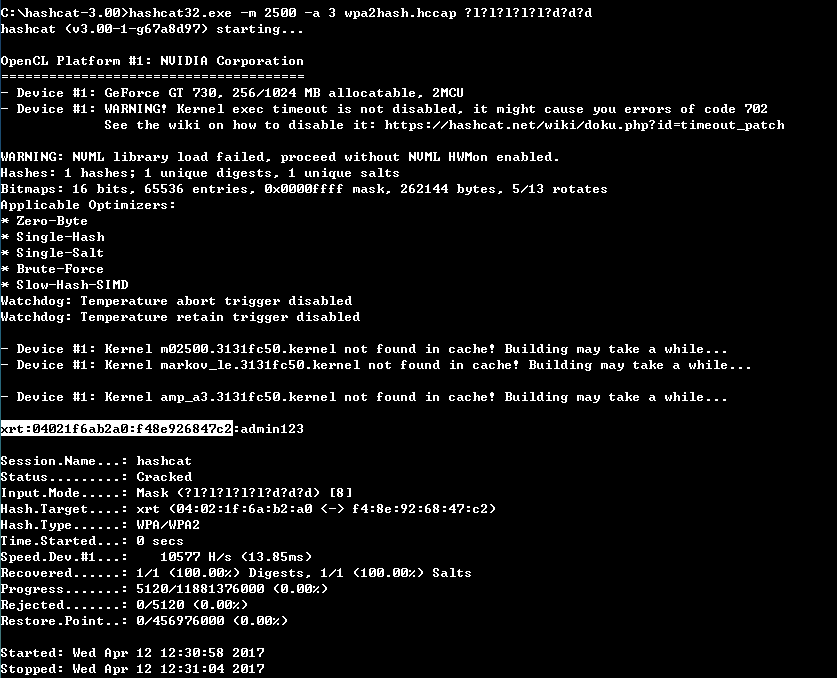 C:\hashcat-3.00>hashcat32.exe -m 2500 -a 3 wpa2hash.hccap ?l?l?l?l?l?d?d?d
hashcat (v3.00-1-g67a8d97) starting...
OpenCL Platform #1: NVIDIA Corporation
======================================
- Device #1: GeForce GT 730, 256/1024 MB allocatable, 2MCU
- Device #1: WARNING! Kernel exec timeout is not disabled, it might cause you errors of code 702
See the wiki on how to disable it: https://hashcat.net/wiki/doku.php?id=timeout_patch
WARNING: NVML library load failed, proceed without NVML HWMon enabled.
Hashes: 1 hashes; 1 unique digests, 1 unique salts
Bitmaps: 16 bits, 65536 entries, 0x0000ffff mask, 262144 bytes, 5/13 rotates
Applicable Optimizers:
* Zero-Byte
* Single-Hash
* Single-Salt
* Brute-Force
* Slow-Hash-SIMD
Watchdog: Temperature abort trigger disabled
Watchdog: Temperature retain trigger disabled
- Device #1: Kernel m02500.3131fc50.kernel not found in cache! Building may take a while...
- Device #1: Kernel markov_le.3131fc50.kernel not found in cache! Building may take a while...
- Device #1: Kernel amp_a3.3131fc50.kernel not found in cache! Building may take a while...
xrt:04021f6ab2a0:f48e926847c2:admin123
Session.Name...: hashcat
Status.........: Cracked
Input.Mode.....: Mask (?l?l?l?l?l?d?d?d) [8]
Hash.Target....: xrt (04:02:1f:6a:b2:a0 <-> f4:8e:92:68:47:c2)
Hash.Type......: WPA/WPA2
Time.Started...: 0 secs
Speed.Dev.#1...: 10577 H/s (13.85ms)
Recovered......: 1/1 (100.00%) Digests, 1/1 (100.00%) Salts
Progress.......: 5120/11881376000 (0.00%)
Rejected.......: 0/5120 (0.00%)
Restore.Point..: 0/456976000 (0.00%)
Started: Wed Apr 12 12:30:58 2017
Stopped: Wed Apr 12 12:31:04 2017